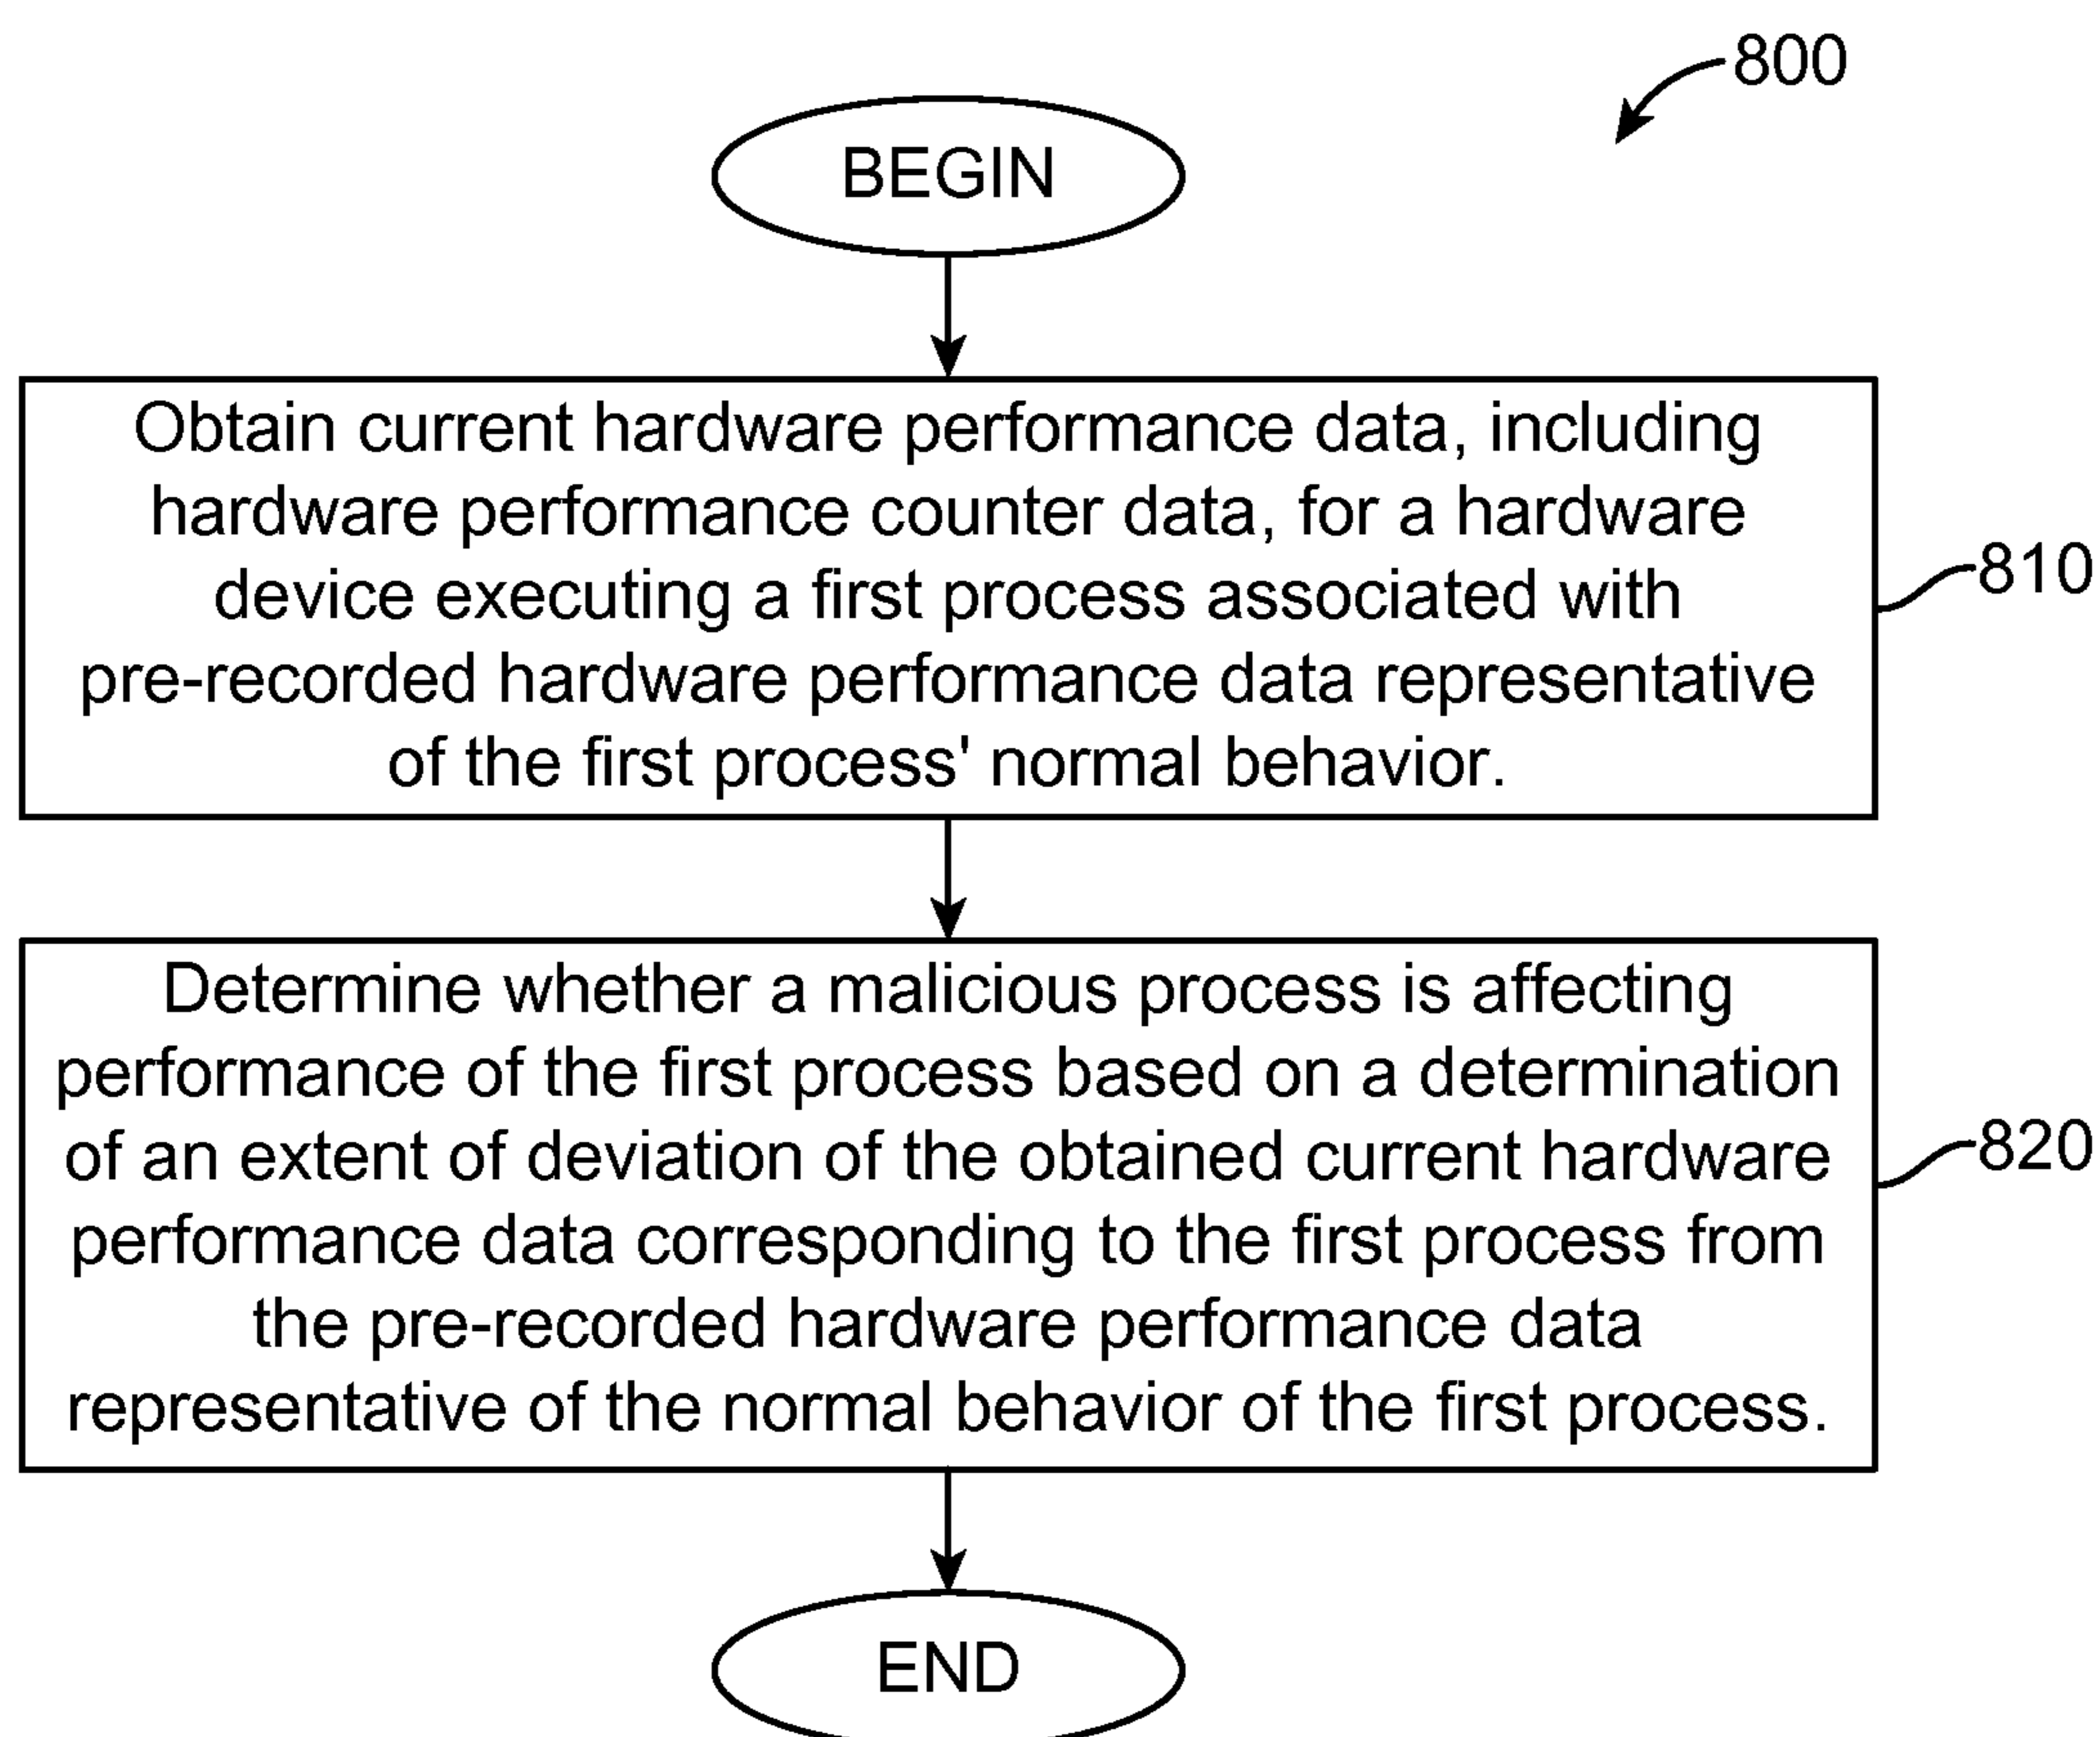 800
BEGIN
Obtain current hardware performance data, including
hardware performance counter data, for a hardware
device executing a first process associated with
pre-recorded hardware performance data representative
of the first process' normal behavior.
810
Determine whether a malicious process is affecting
performance of the first process based on a determination
of an extent of deviation of the obtained current hardware
performance data corresponding to the first process from
the pre-recorded hardware performance data
representative of the normal behavior of the first process.
820
END